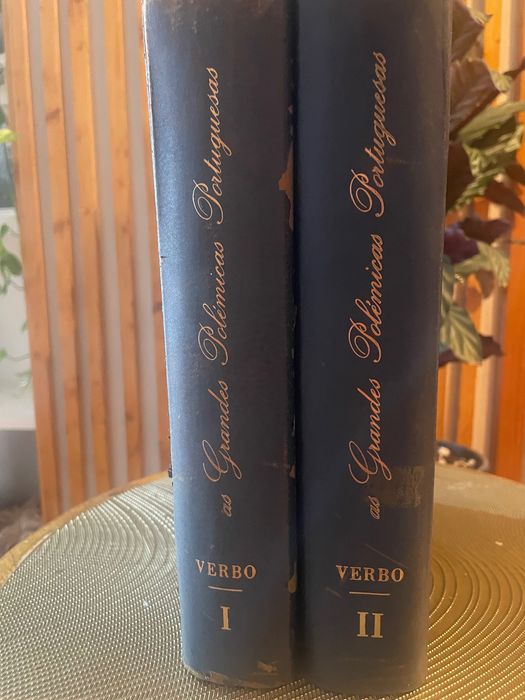 as Grandes Polémicas Portuguesas
VERBO
I
as Grandes Polémicas Portuguesas
VERBO
II